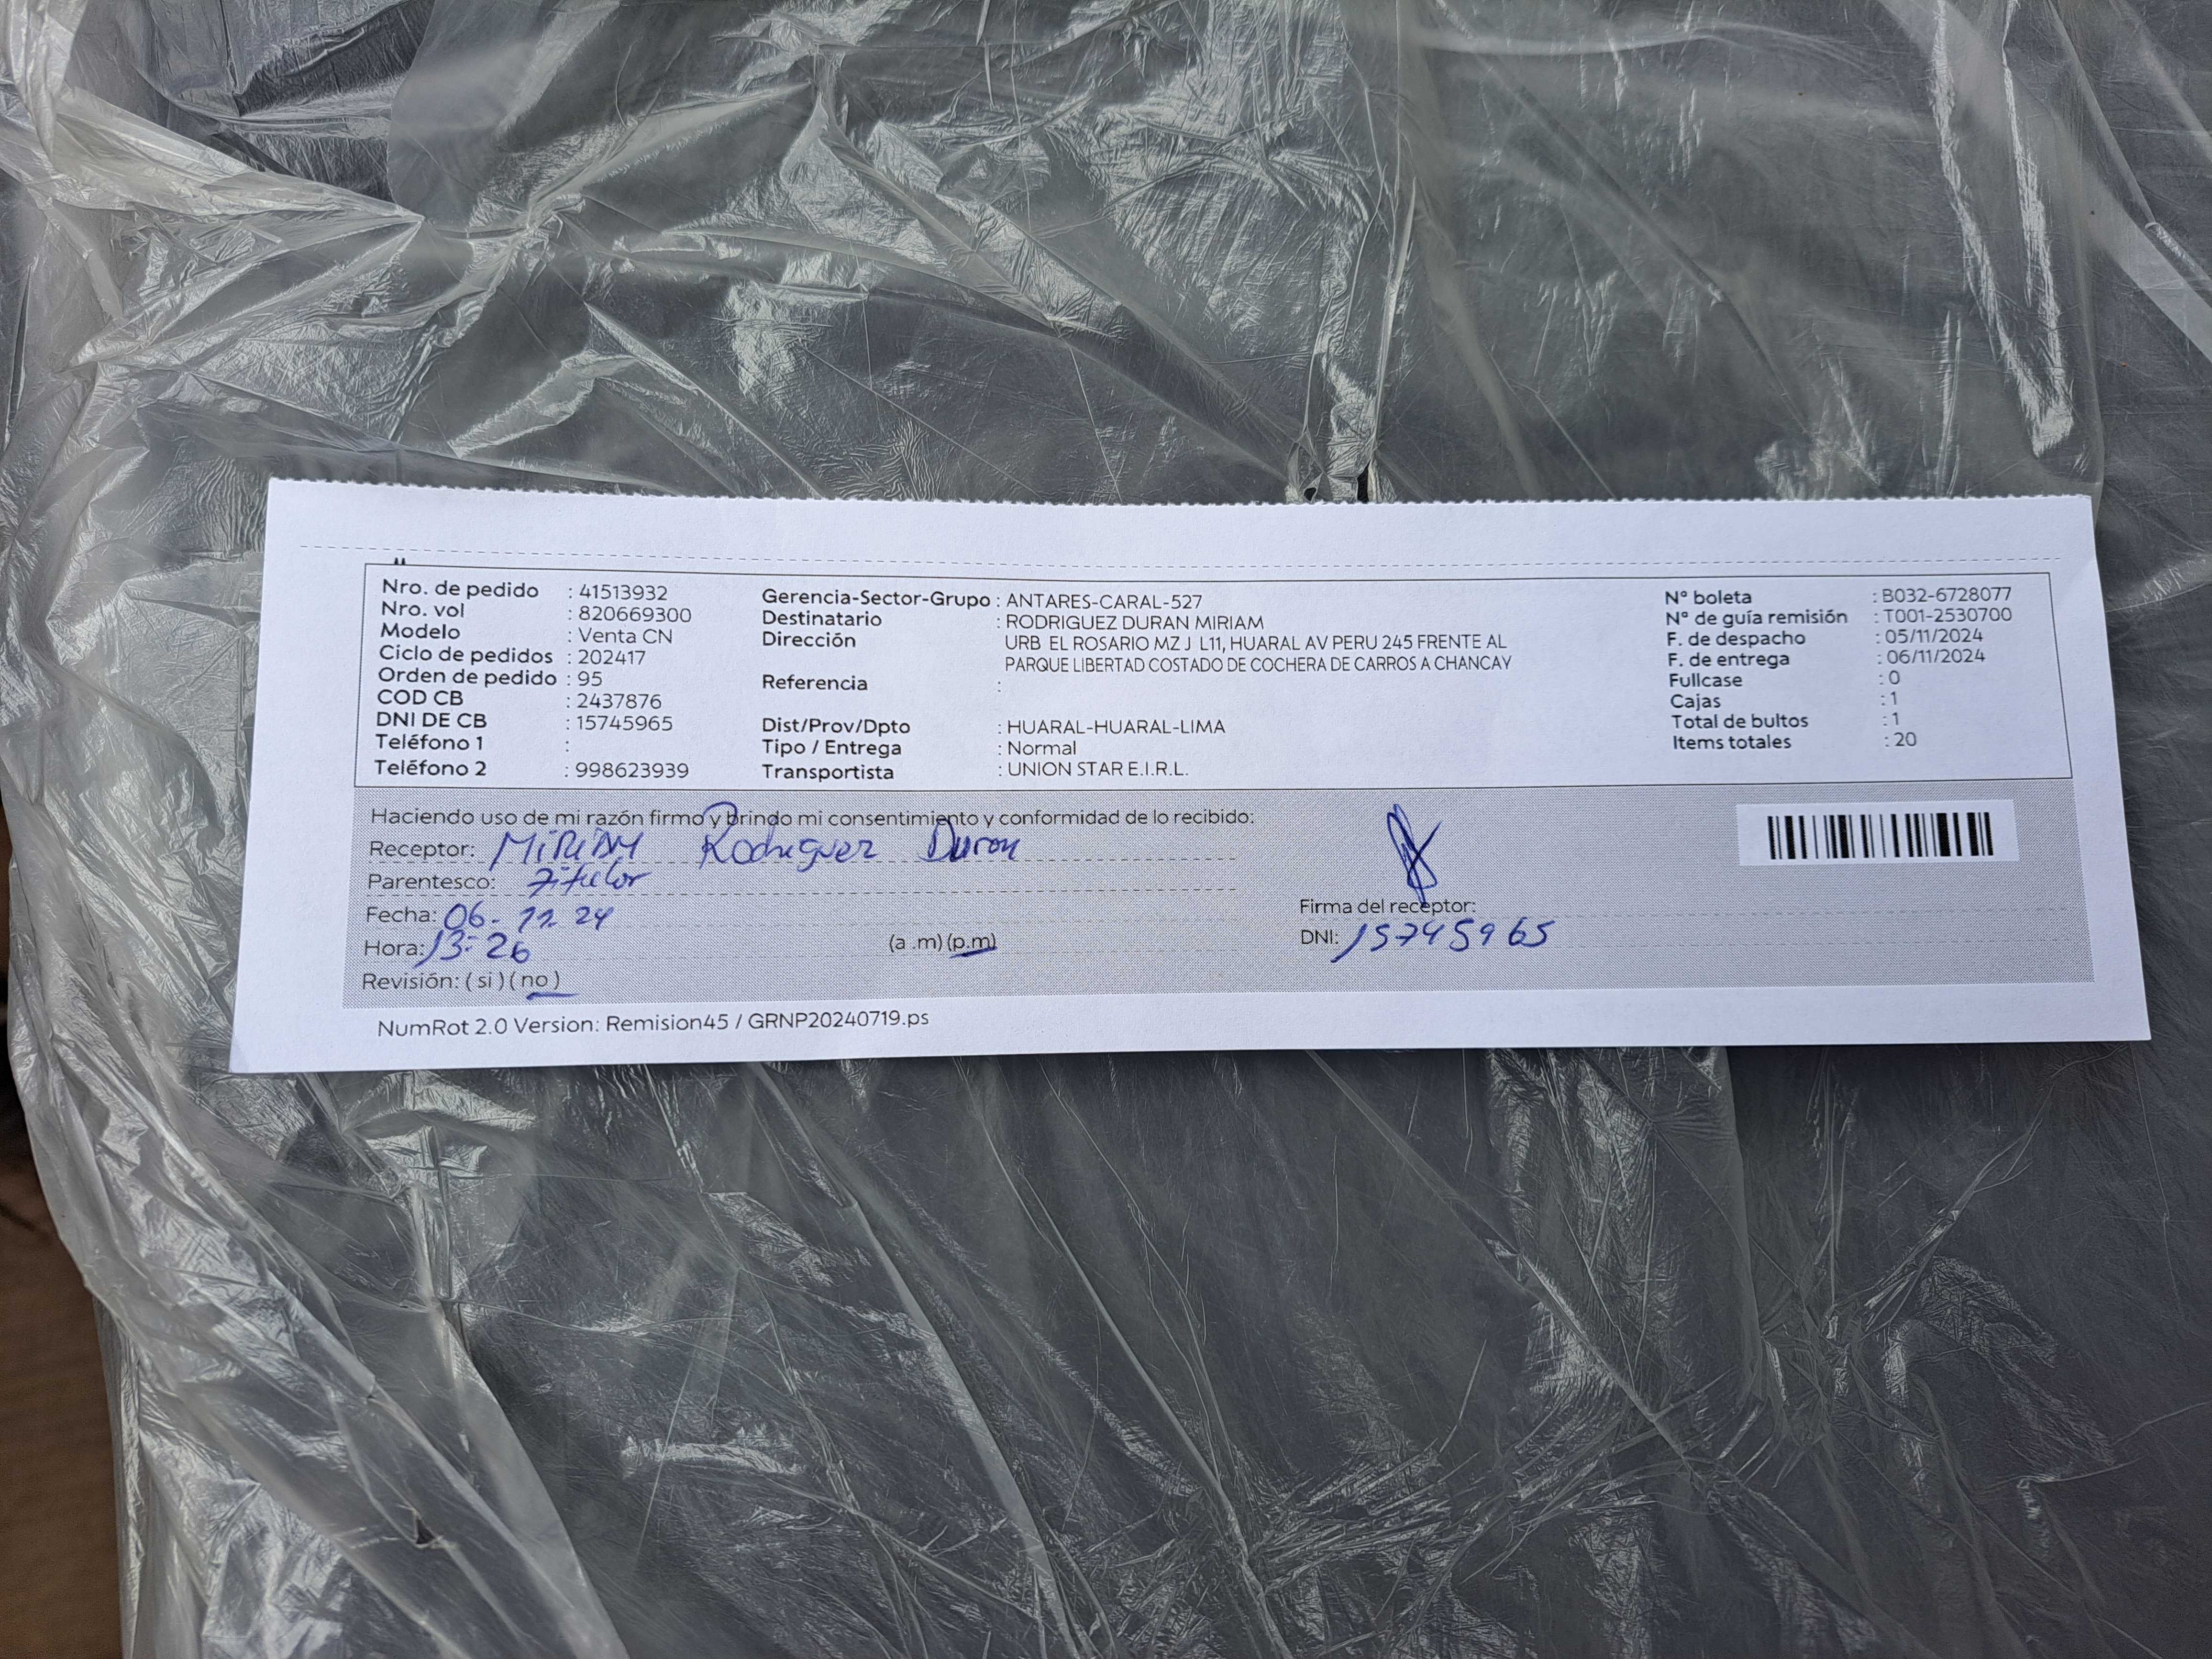 Nro. de pedido : 41513932
Nro. vol : 820669300
Modelo : Venta CN
Ciclo de pedidos : 202417
Orden de pedido : 95
COD CB : 2437876
DNI DE CB : 15745965
Teléfono 1 :
Teléfono 2 : 998623939
Gerencia-Sector-Grupo : ANTARES-CARAL-527
Destinatario : RODRIGUEZ DURAN MIRIAM
Dirección URB EL ROSARIO MZ J L11, HUARAL AV PERU 245 FRENTE AL
PARQUE LIBERTAD COSTADO DE COCHERA DE CARROS A CHANCAY
Referencia :
Dist/Prov/Dpto : HUARAL-HUARAL-LIMA
Tipo / Entrega : Normal
Transportista : UNION STAR E.I.R.L.
Nº boleta : B032-6728077
Nº de guía remisión : T001-2530700
F. de despacho : 05/11/2024
F. de entrega : 06/11/2024
Fullcase : 0
Cajas : 1
Total de bultos : 1
Items totales : 20
Haciendo uso de mi razón firmo y brindo mi consentimiento y conformidad de lo recibido:
Receptor: MiRiAM Rodriguez Duran
Parentesco: Titular
Fecha: 06-11-24
Hora: 13:26 (a .m) (p.m)
Revisión: ( si ) ( no )
Firma del receptor:
DNI: 15745965
NumRot 2.0 Version: Remision45 / GRNP20240719.ps